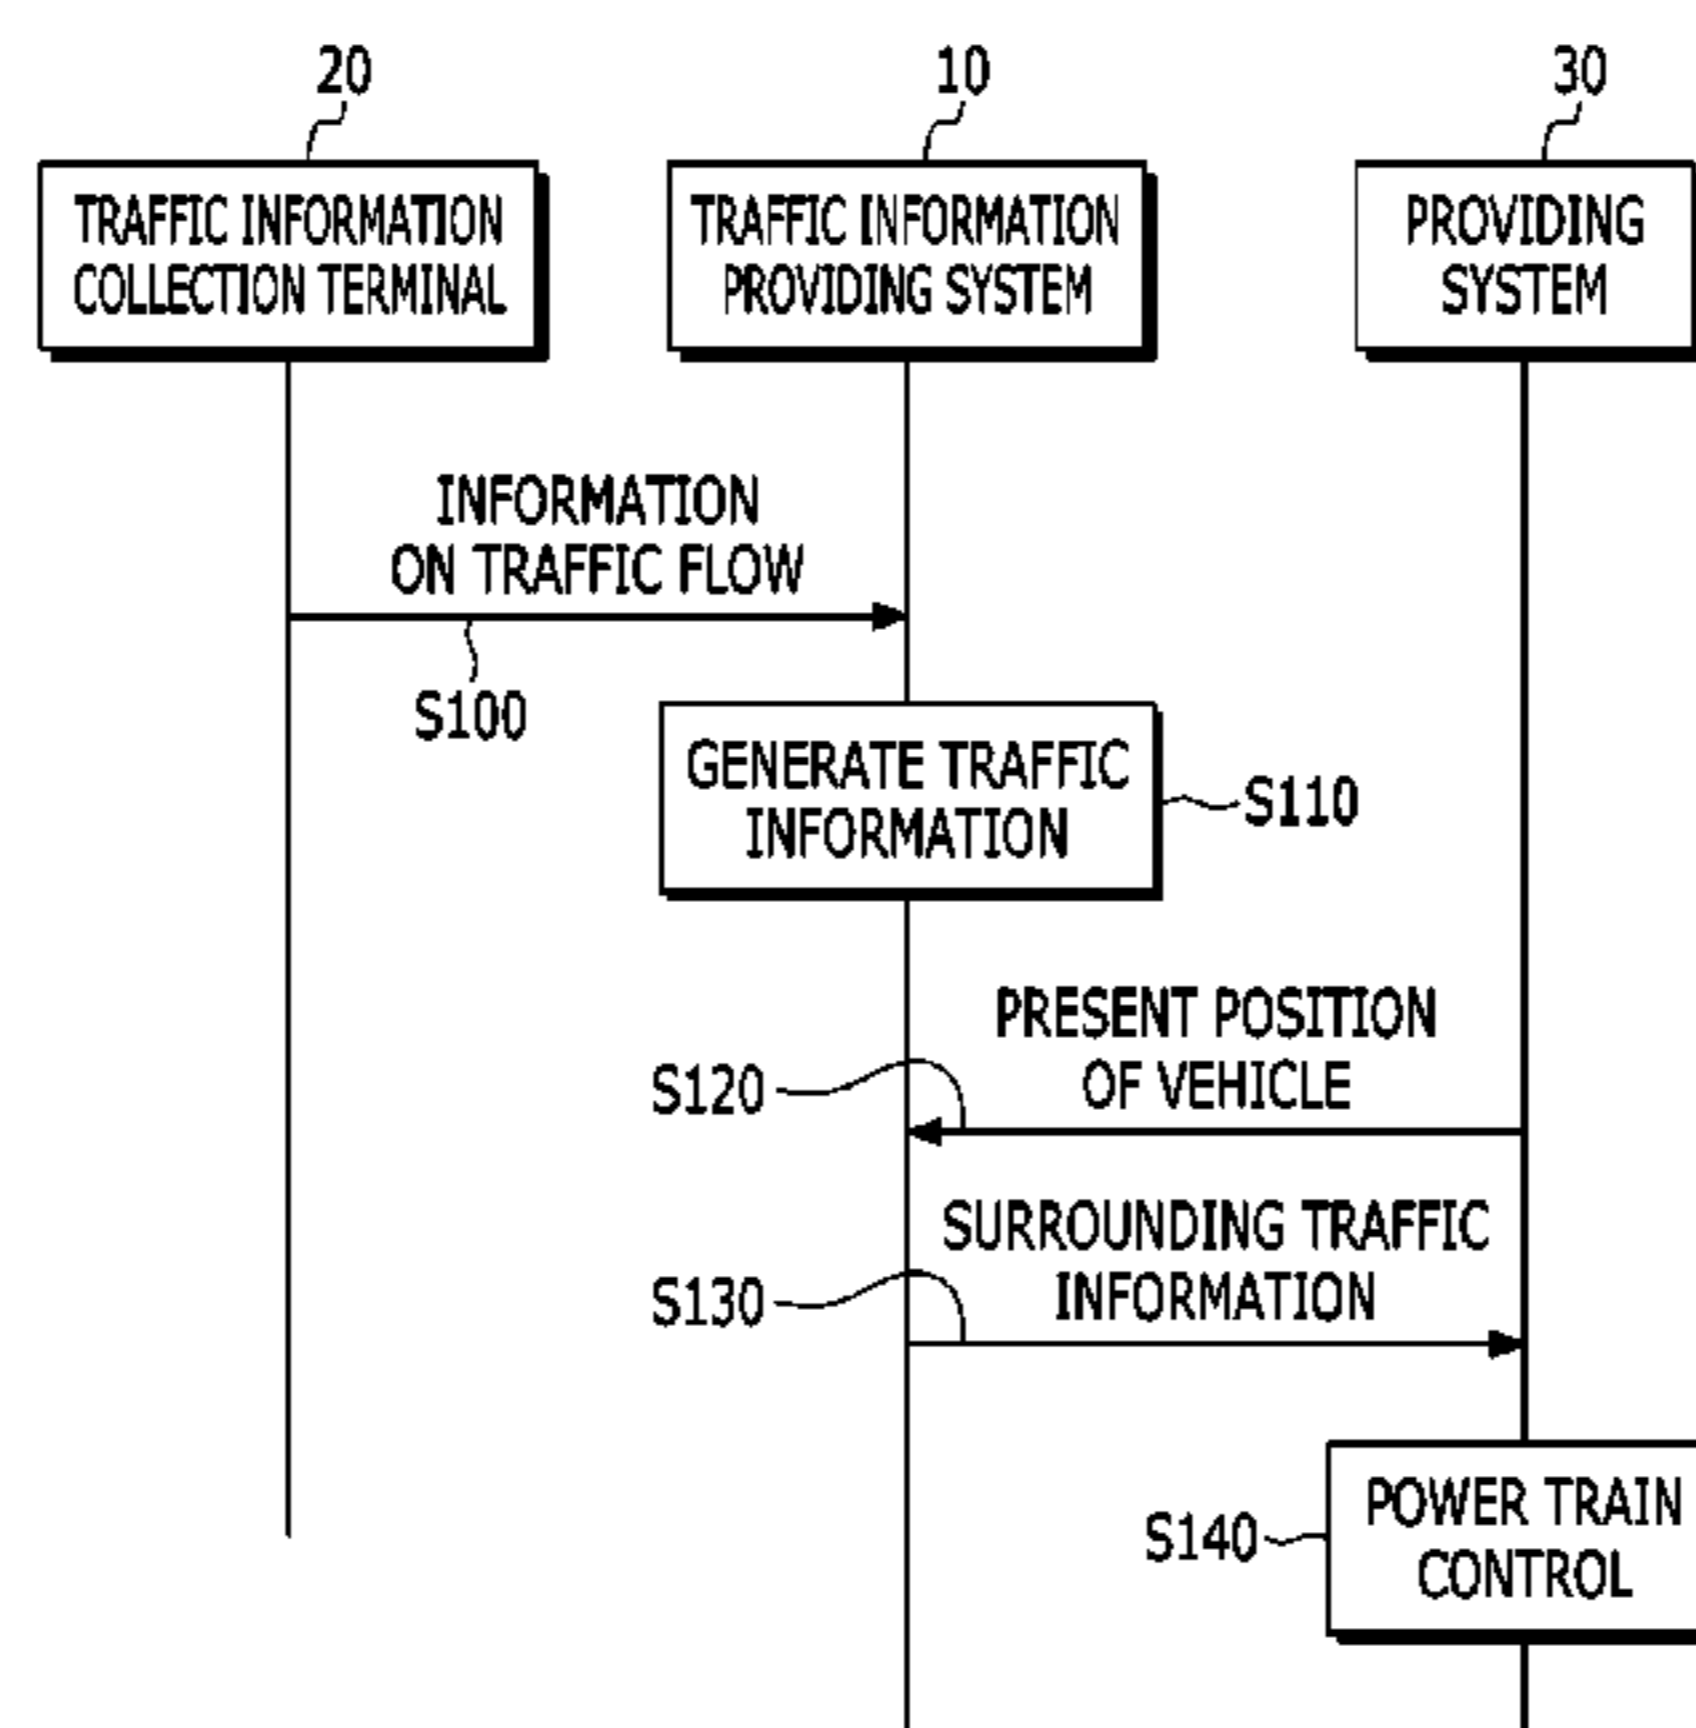 20
10
30
TRAFFIC INFORMATION
COLLECTION TERMINAL
TRAFFIC INFORMATION
PROVIDING SYSTEM
PROVIDING
SYSTEM
INFORMATION
ON TRAFFIC FLOW
S100
GENERATE TRAFFIC
INFORMATION
S110
PRESENT POSITION
OF VEHICLE
S120
SURROUNDING TRAFFIC
INFORMATION
S130
POWER TRAIN
CONTROL
S140